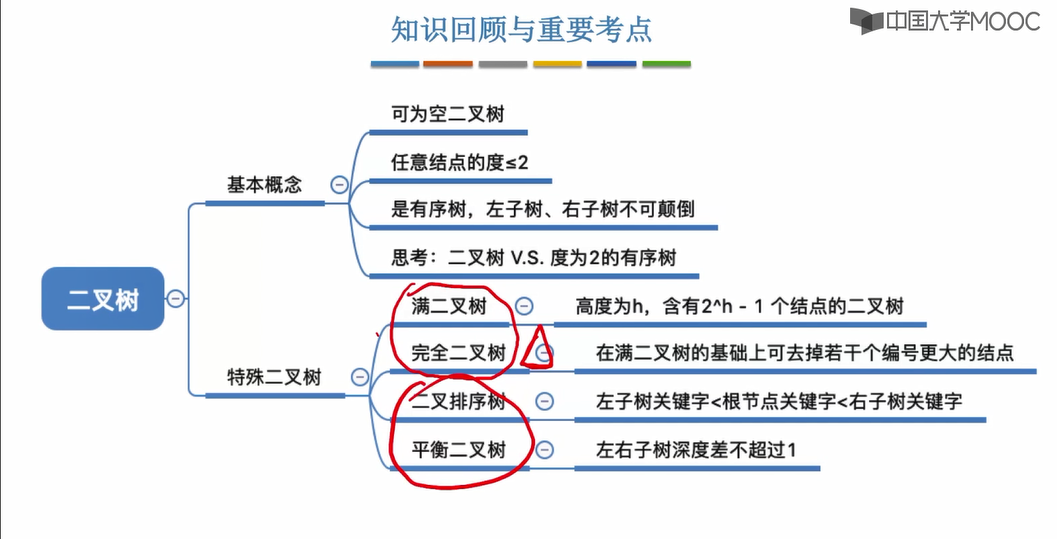 知识回顾与重要考点
中国大学MOOC
可为空二叉树
任意结点的度≤2
基本概念
是有序树，左子树、右子树不可颠倒
思考：二叉树 V.S. 度为2的有序树
二叉树
满二叉树
高度为h，含有2^h - 1 个结点的二叉树
完全二叉树
在满二叉树的基础上可去掉若干个编号更大的结点
特殊二叉树
二叉排序树
左子树关键字<根节点关键字<右子树关键字
平衡二叉树
左右子树深度差不超过1